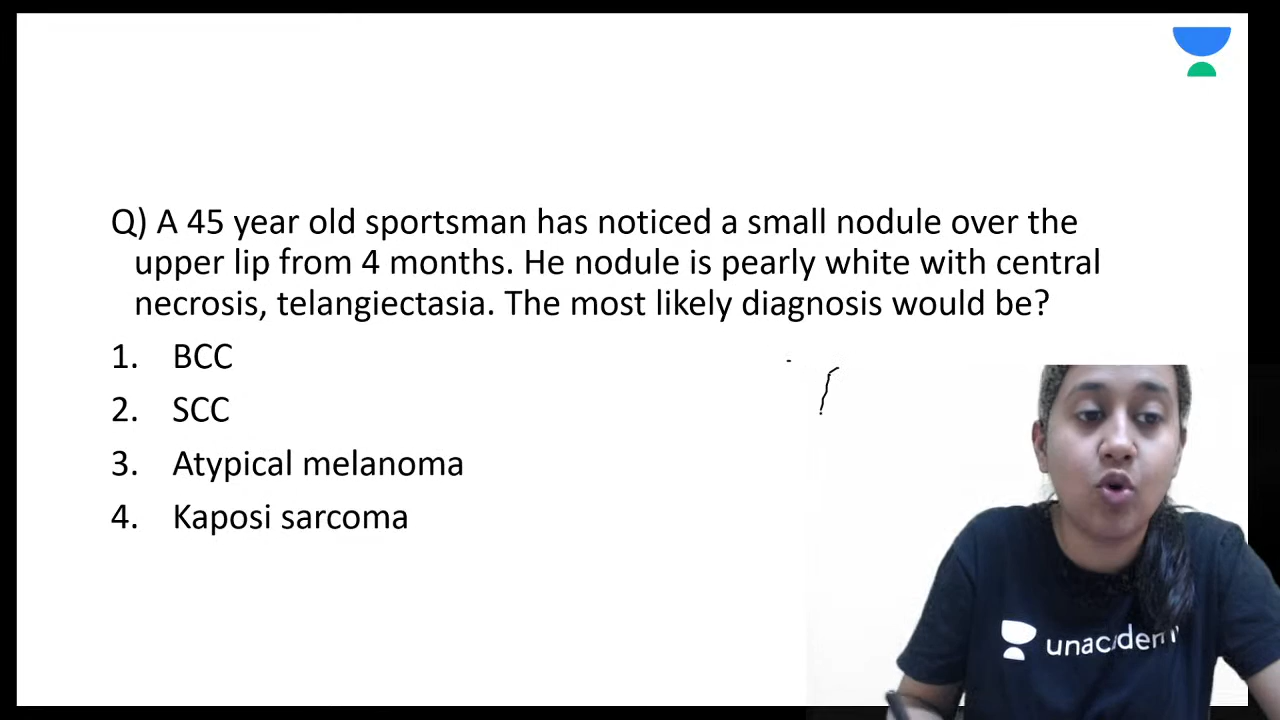 Q) A 45 year old sportsman has noticed a small nodule over the
upper lip from 4 months. He nodule is pearly white with central
necrosis, telangiectasia. The most likely diagnosis would be?
1. BCC
2. SCC
3. Atypical melanoma
4. Kaposi sarcoma
unacadem